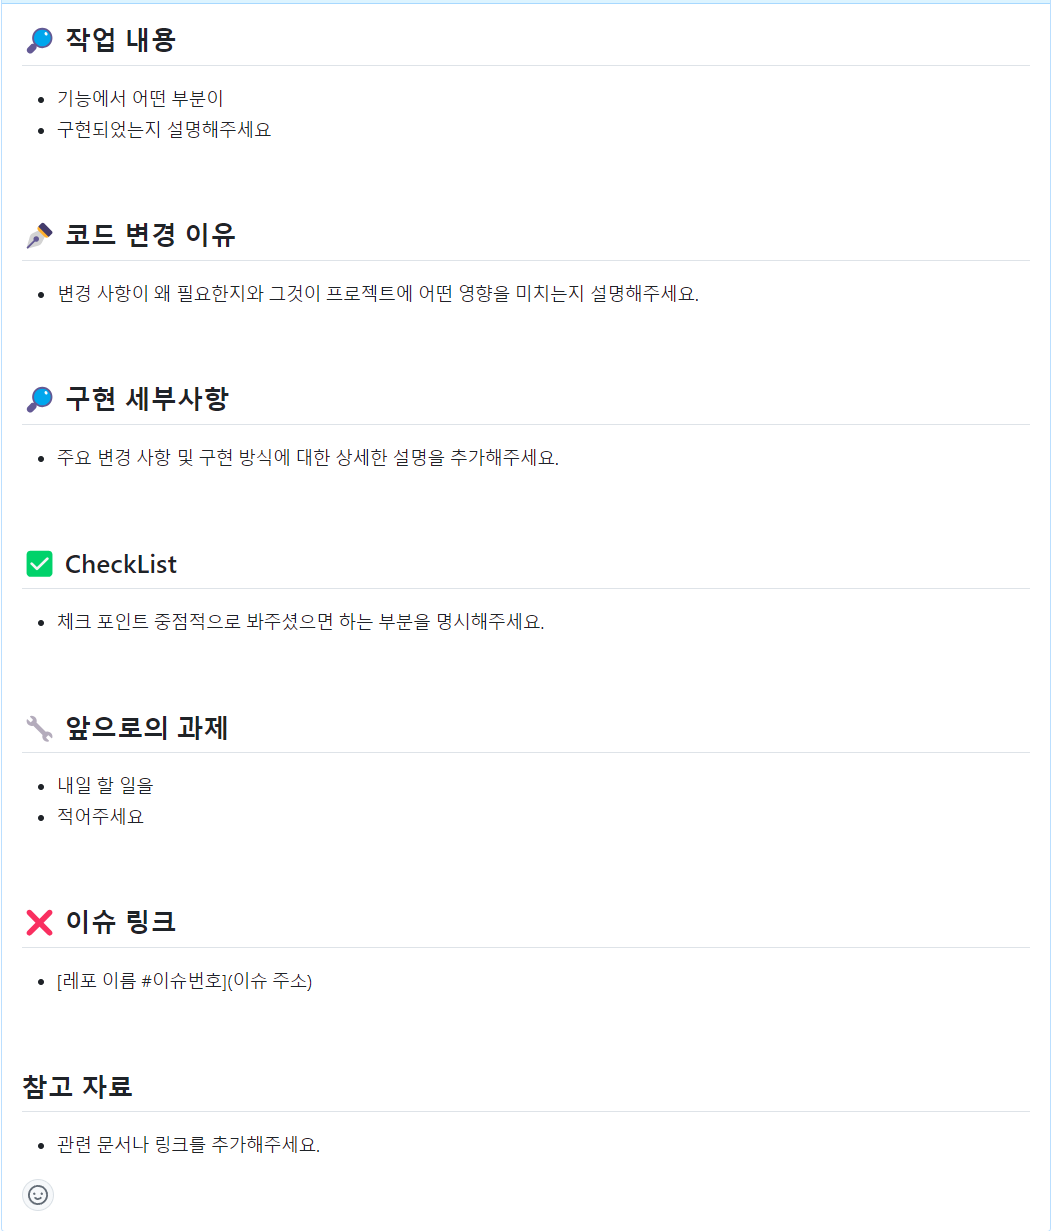 작업 내용
기능에서 어떤 부분이
구현되었는지 설명해주세요
코드 변경 이유
변경 사항이 왜 필요한지와 그것이 프로젝트에 어떤 영향을 미치는지 설명해주세요.
구현 세부사항
주요 변경 사항 및 구현 방식에 대한 상세한 설명을 추가해주세요.
CheckList
체크 포인트 중점적으로 봐주셨으면 하는 부분을 명시해주세요.
앞으로의 과제
내일 할 일을
적어주세요
이슈 링크
[레포 이름 #이슈번호](이슈 주소)
참고 자료
관련 문서나 링크를 추가해주세요.